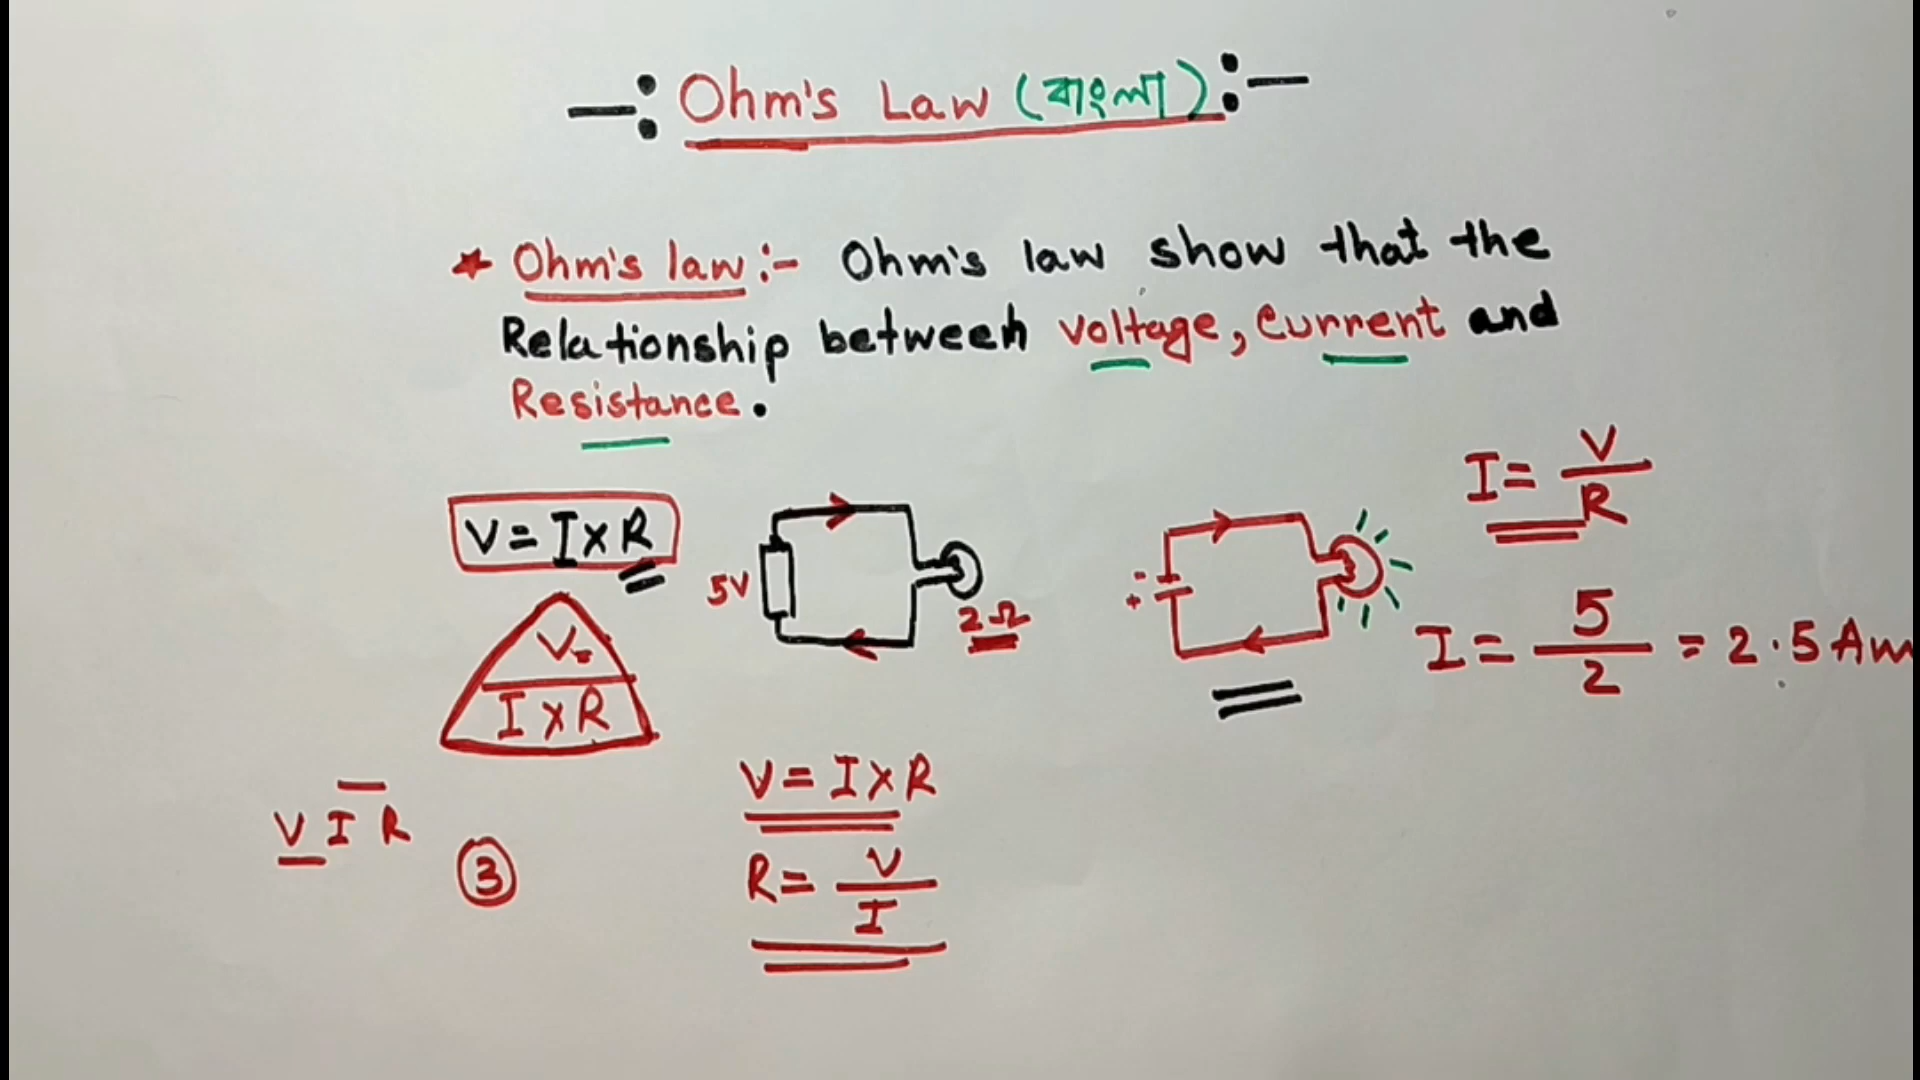 -: Ohm's Law (বাংলা) :-
* Ohm's law :- Ohm's law show that the
Relationship between voltage, Current and
Resistance.
V = I x R
5V
2Ω
-
+
I = V/R
V
I x R
I = 5/2 = 2.5 Am
V I R
3
V = I x R
R = V/I